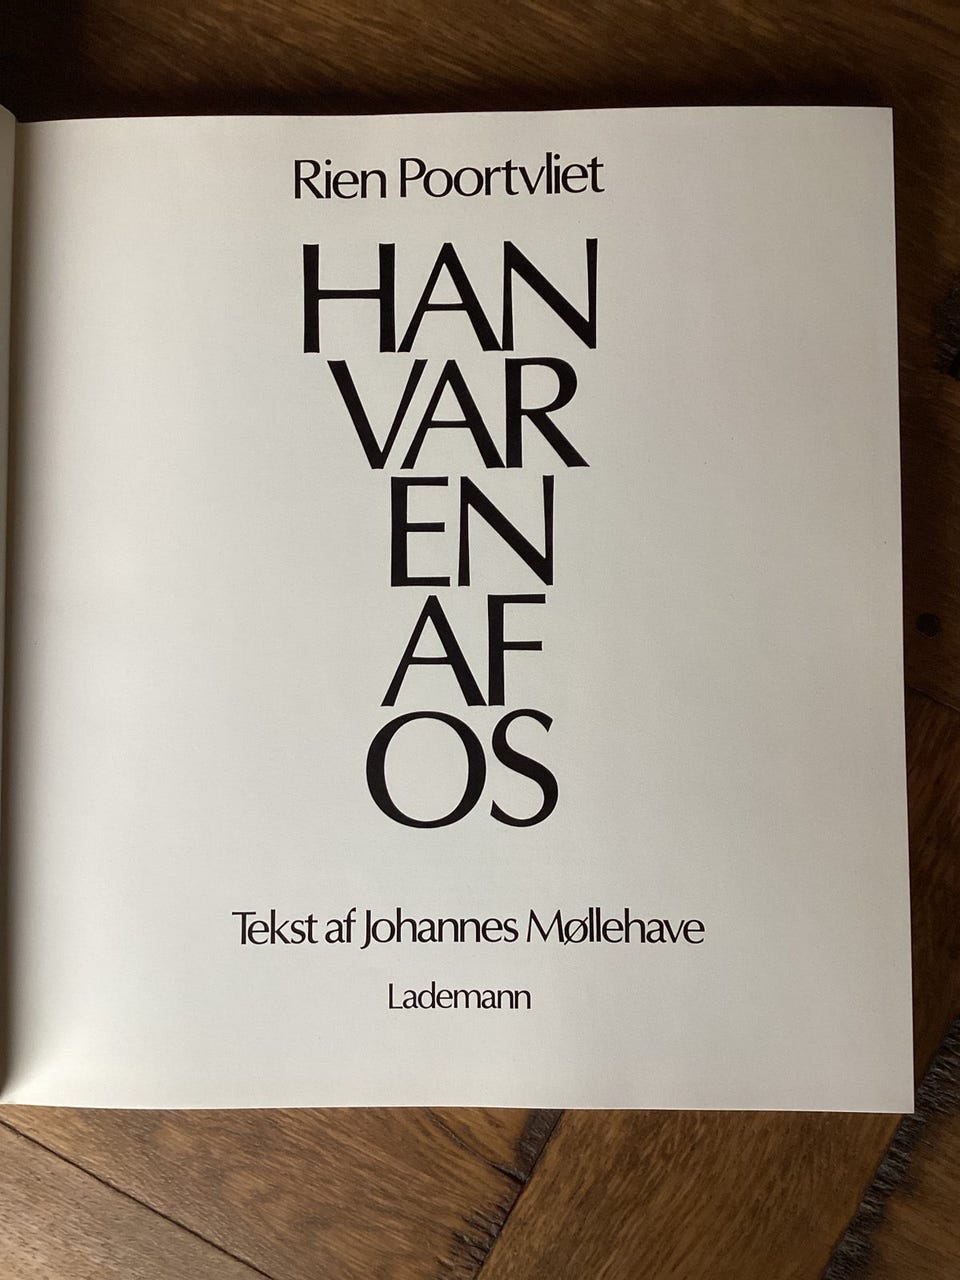 Rien Poortvliet
HAN
VAR
EN
AF
OS
Tekst af Johannes Møllehave
Lademann